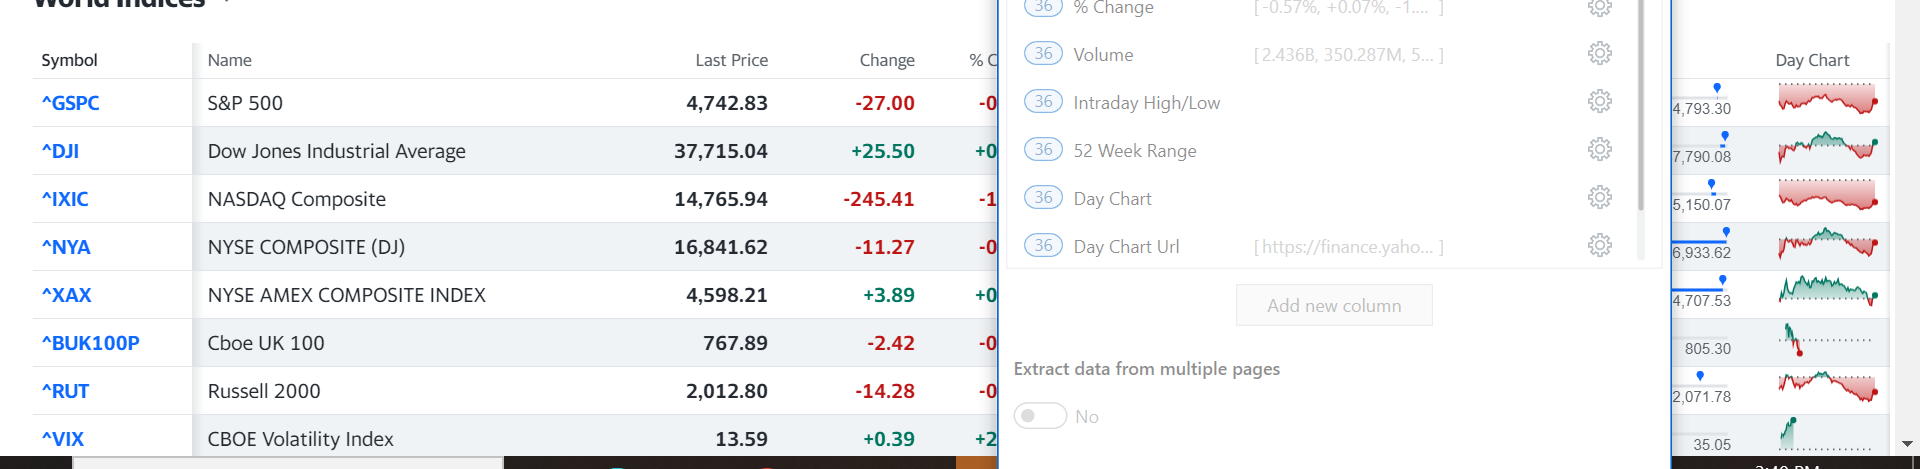 World Indices
Symbol Name Last Price Change % C Day Chart
^GSPC S&P 500 4,742.83 -27.00 -0 4,793.30
^DJI Dow Jones Industrial Average 37,715.04 +25.50 +0 7,790.08
^IXIC NASDAQ Composite 14,765.94 -245.41 -1 5,150.07
^NYA NYSE COMPOSITE (DJ) 16,841.62 -11.27 -0 6,933.62
^XAX NYSE AMEX COMPOSITE INDEX 4,598.21 +3.89 +0 4,707.53
^BUK100P Cboe UK 100 767.89 -2.42 -0 805.30
^RUT Russell 2000 2,012.80 -14.28 -0 2,071.78
^VIX CBOE Volatility Index 13.59 +0.39 +2 35.05
36 % Change [ -0.57%, +0.07%, -1.... ]
36 Volume [ 2.436B, 350.287M, 5... ]
36 Intraday High/Low
36 52 Week Range
36 Day Chart
36 Day Chart Url [ https://finance.yaho... ]
Add new column
Extract data from multiple pages
No